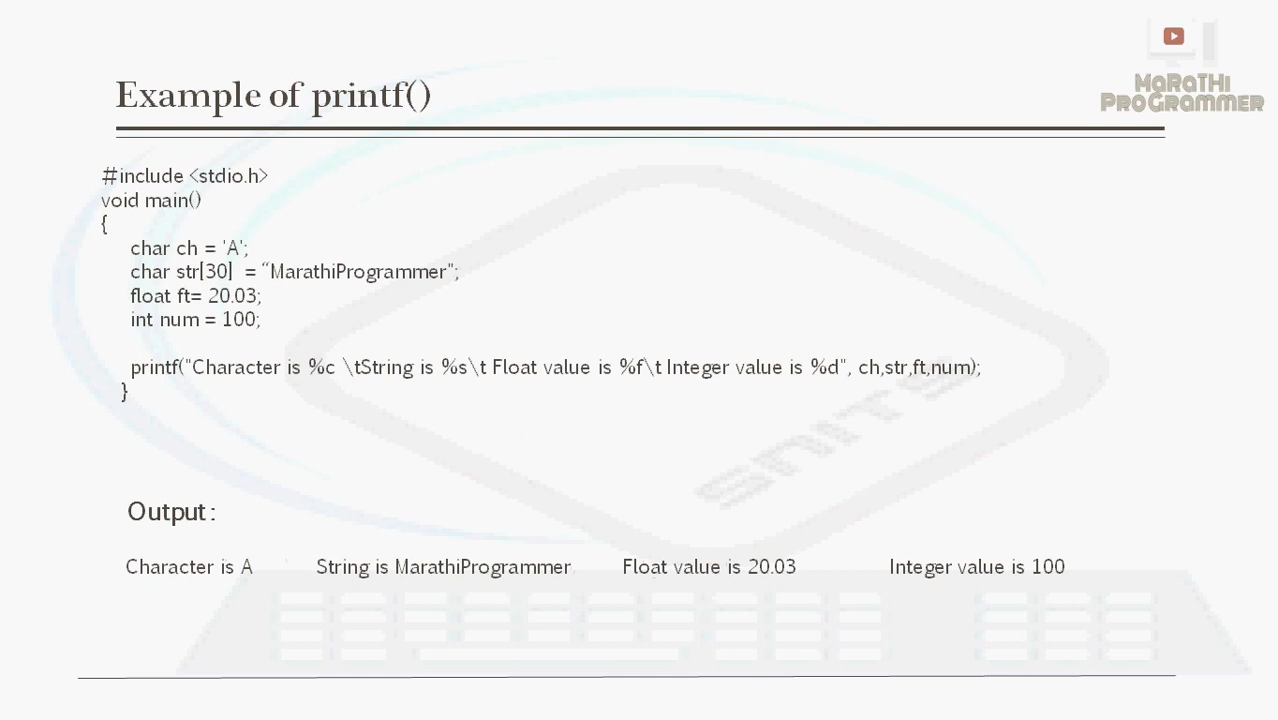 MaRaTHi
PRoGRammeR
Example of printf()
#include <stdio.h>
void main()
{
char ch = 'A';
char str[30]  = “MarathiProgrammer";
float ft= 20.03;
int num = 100;
printf("Character is %c \tString is %s\t Float value is %f\t Integer value is %d", ch,str,ft,num);
}
SNITS
Output :
Character is A String is MarathiProgrammer Float value is 20.03 Integer value is 100